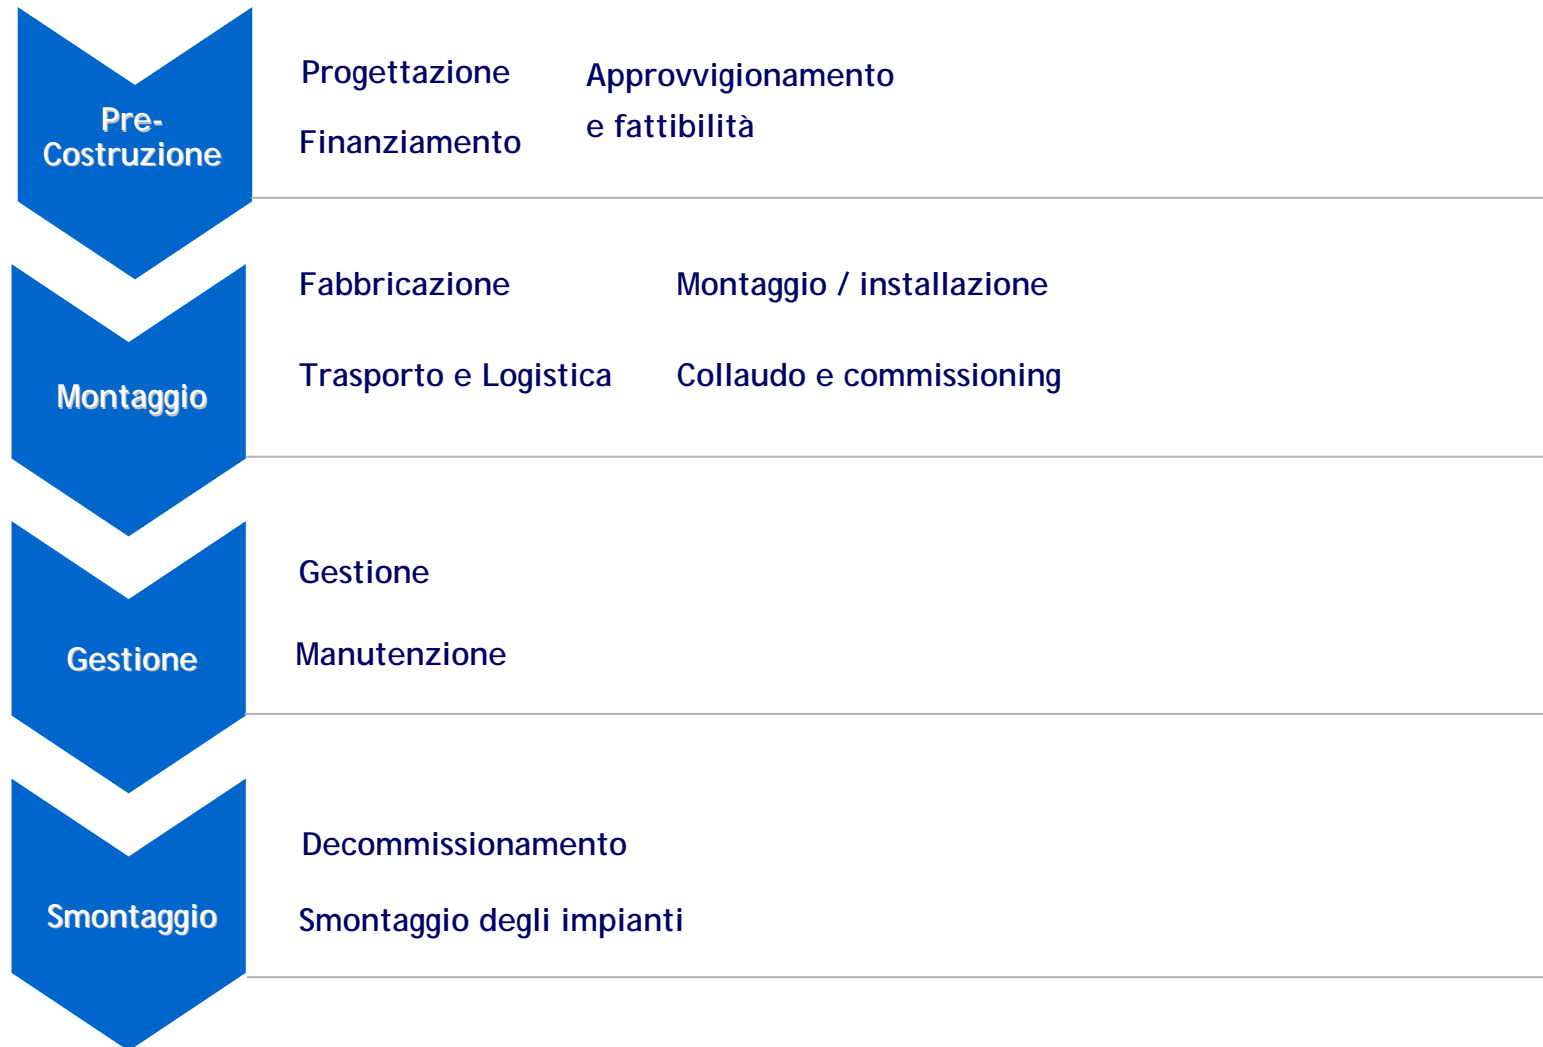 Pre-
Costruzione
Progettazione
Finanziamento
Approvvigionamento
e fattibilità
Montaggio
Fabbricazione
Montaggio / installazione
Trasporto e Logistica
Collaudo e commissioning
Gestione
Gestione
Manutenzione
Smontaggio
Decommissionamento
Smontaggio degli impianti